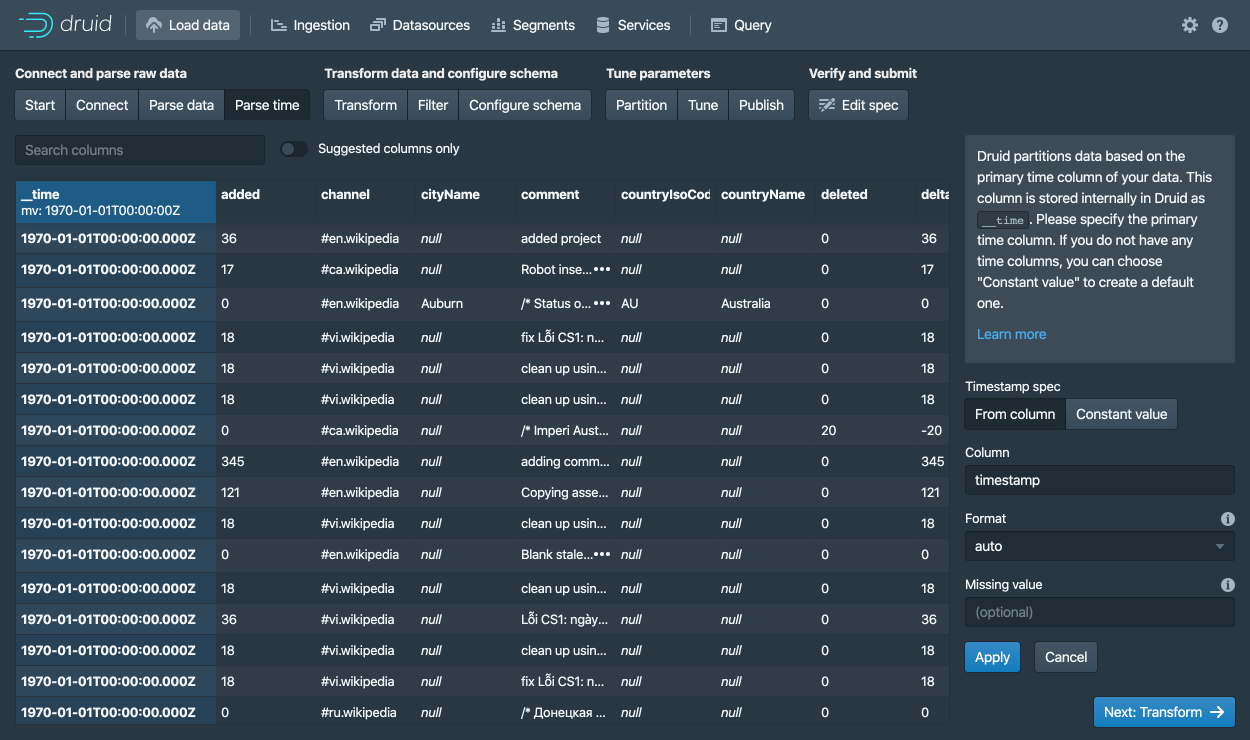 druid Load data Ingestion Datasources Segments Services Query
Connect and parse raw data Transform data and configure schema Tune parameters Verify and submit
Start Connect Parse data Parse time Transform Filter Configure schema Partition Tune Publish Edit spec
Search columns Suggested columns only
__time added channel cityName comment countryIsoCod countryName deleted delta
mv: 1970-01-01T00:00:00Z
1970-01-01T00:00:00.000Z 36 #en.wikipedia null added project null null 0 36
1970-01-01T00:00:00.000Z 17 #ca.wikipedia null Robot inse...••• null null 0 17
1970-01-01T00:00:00.000Z 0 #en.wikipedia Auburn /* Status o...••• AU Australia 0 0
1970-01-01T00:00:00.000Z 18 #vi.wikipedia null fix Lỗi CS1: n... null null 0 18
1970-01-01T00:00:00.000Z 18 #vi.wikipedia null clean up usin... null null 0 18
1970-01-01T00:00:00.000Z 18 #vi.wikipedia null clean up usin... null null 0 18
1970-01-01T00:00:00.000Z 0 #ca.wikipedia null /* Imperi Aust... null null 20 -20
1970-01-01T00:00:00.000Z 345 #en.wikipedia null adding comm... null null 0 345
1970-01-01T00:00:00.000Z 121 #en.wikipedia null Copying asse... null null 0 121
1970-01-01T00:00:00.000Z 18 #vi.wikipedia null clean up usin... null null 0 18
1970-01-01T00:00:00.000Z 0 #en.wikipedia null Blank stale...••• null null 0 0
1970-01-01T00:00:00.000Z 18 #vi.wikipedia null clean up usin... null null 0 18
1970-01-01T00:00:00.000Z 36 #vi.wikipedia null Lỗi CS1: ngày... null null 0 36
1970-01-01T00:00:00.000Z 18 #vi.wikipedia null clean up usin... null null 0 18
1970-01-01T00:00:00.000Z 18 #vi.wikipedia null fix Lỗi CS1: n... null null 0 18
1970-01-01T00:00:00.000Z 0 #ru.wikipedia null /* Донецкая ... null null 0 0
Druid partitions data based on the
primary time column of your data. This
column is stored internally in Druid as
__time . Please specify the primary
time column. If you do not have any
time columns, you can choose
"Constant value" to create a default
one.
Learn more
Timestamp spec
From column Constant value
Column
timestamp
Format
auto
Missing value
(optional)
Apply Cancel
Next: Transform